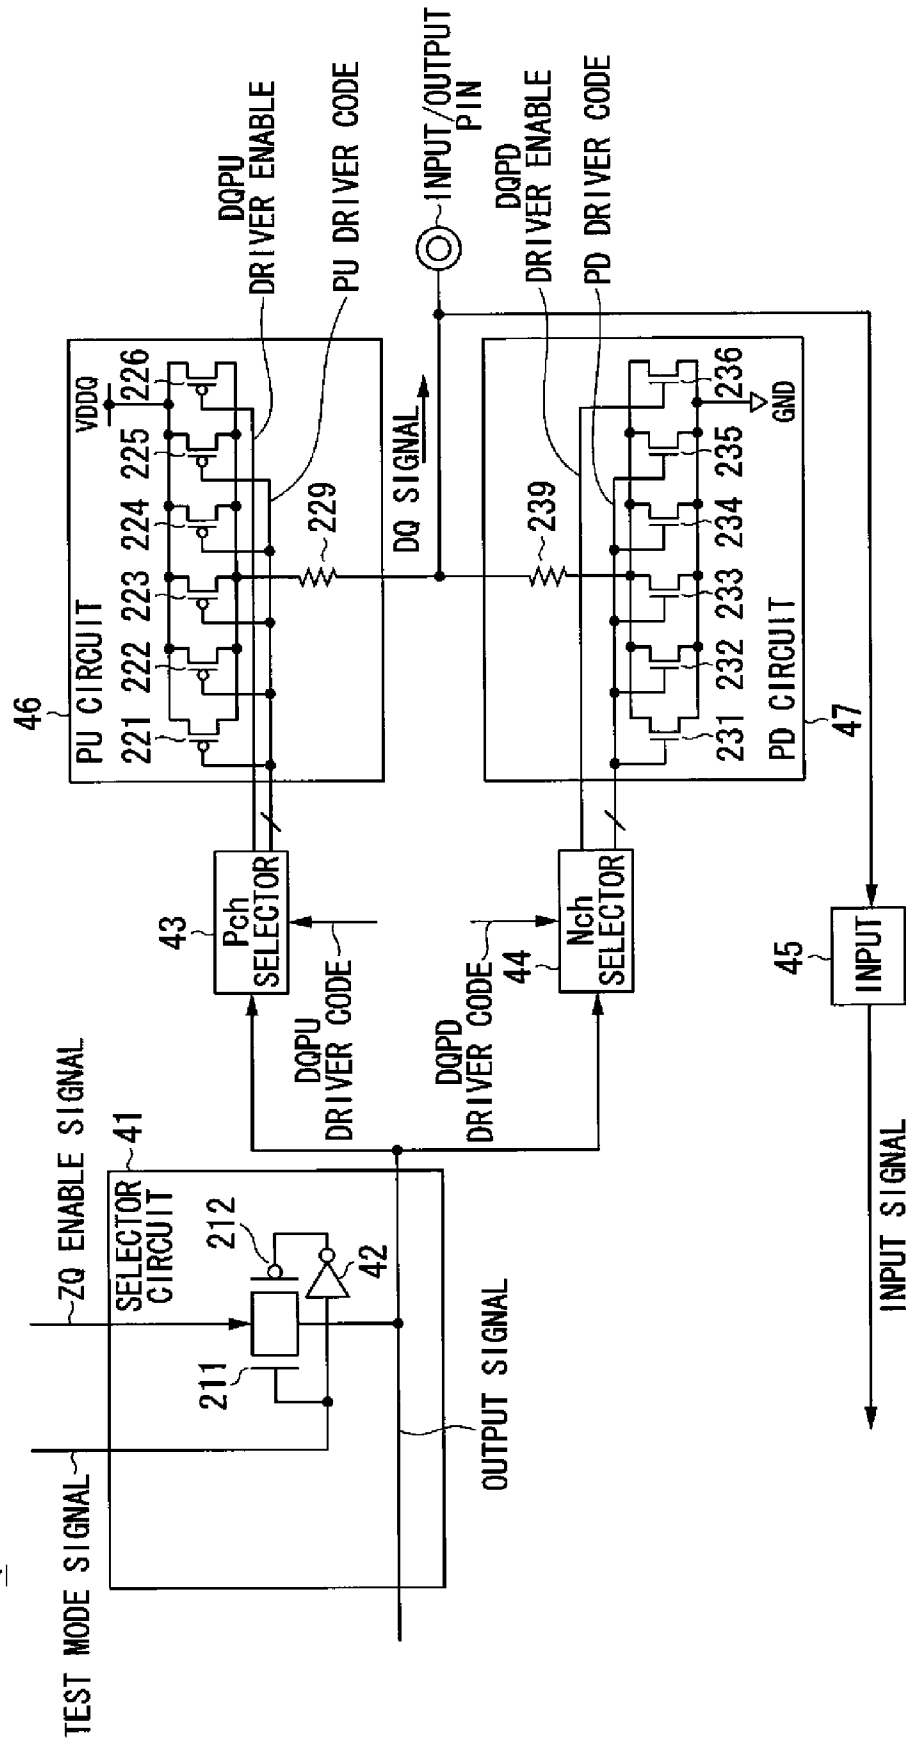 TEST MODE SIGNAL
ZQ ENABLE SIGNAL
SELECTOR
CIRCUIT
41
211
212
42
OUTPUT SIGNAL
43
Pch
SELECTOR
DQPU
DRIVER CODE
DQPD
DRIVER CODE
44
Nch
SELECTOR
46
PU CIRCUIT
VDDQ
221
222
223
224
225
226
229
DQPU
DRIVER ENABLE
PU DRIVER CODE
DQ SIGNAL
INPUT/OUTPUT
PIN
DQPD
DRIVER ENABLE
PD DRIVER CODE
239
231
232
233
234
235
236
GND
PD CIRCUIT
47
45
INPUT
INPUT SIGNAL